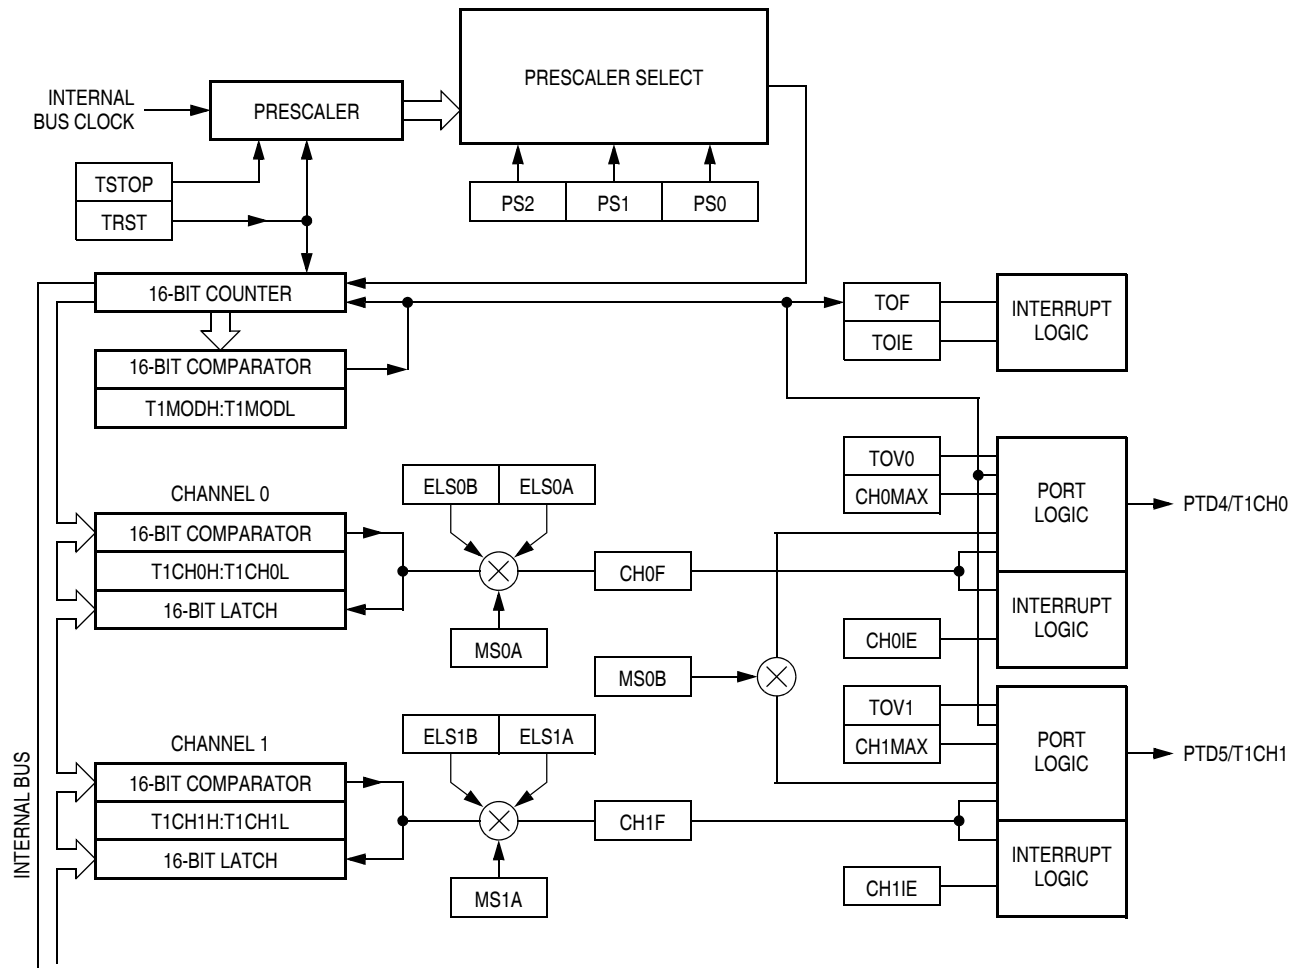 PRESCALER SELECT
INTERNAL
BUS CLOCK
PRESCALER
TSTOP
TRST
PS2
PS1
PS0
16-BIT COUNTER
TOF
TOIE
INTERRUPT
LOGIC
16-BIT COMPARATOR
T1MODH:T1MODL
CHANNEL 0
ELS0B
ELS0A
TOV0
CH0MAX
PORT
LOGIC
PTD4/T1CH0
16-BIT COMPARATOR
T1CH0H:T1CH0L
16-BIT LATCH
CH0F
MS0A
INTERRUPT
LOGIC
CH0IE
MS0B
CHANNEL 1
ELS1B
ELS1A
TOV1
CH1MAX
PORT
LOGIC
PTD5/T1CH1
INTERNAL BUS
16-BIT COMPARATOR
T1CH1H:T1CH1L
16-BIT LATCH
CH1F
MS1A
INTERRUPT
LOGIC
CH1IE